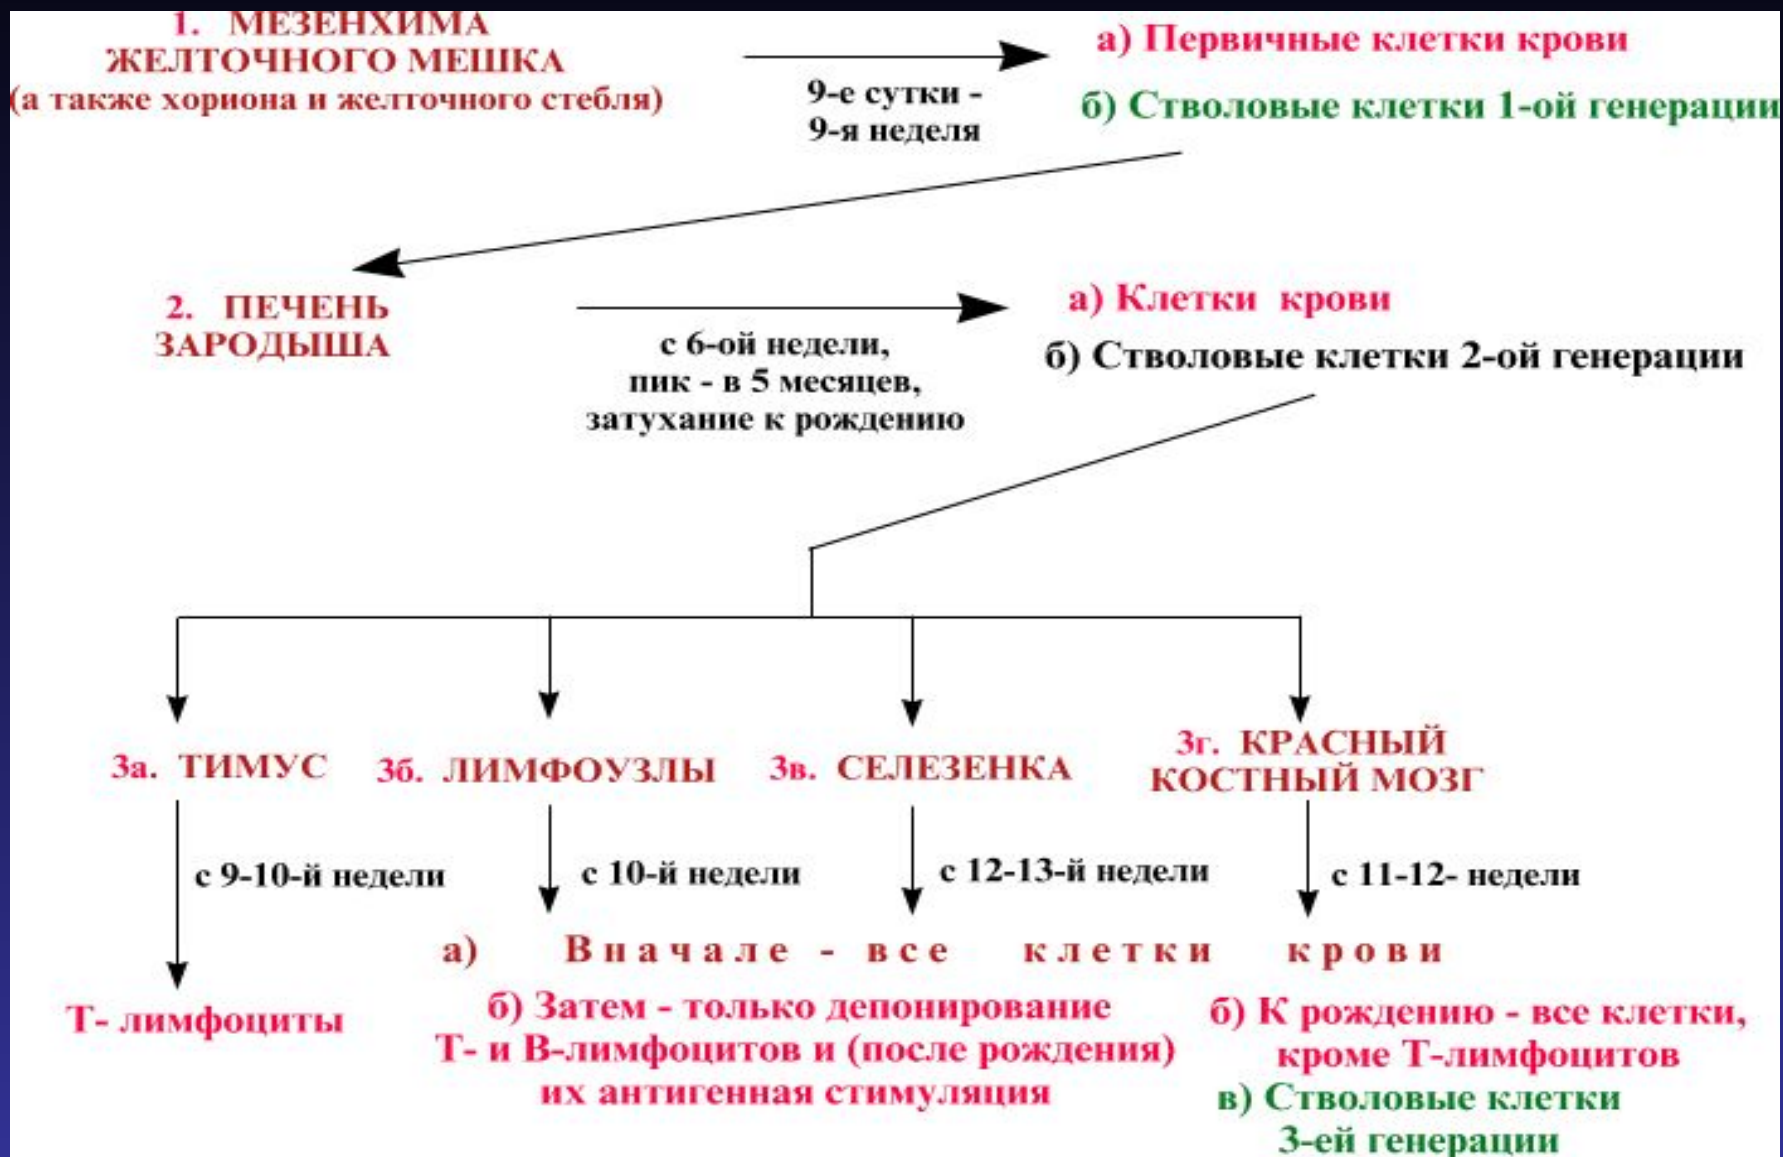 1. МЕЗЕНХИМА
ЖЕЛТОЧНОГО МЕШКА
(а также хориона и желточного стебля)
9-е сутки -
9-я неделя
а) Первичные клетки крови
б) Стволовые клетки 1-ой генерации
2. ПЕЧЕНЬ
ЗАРОДЫША
с 6-ой недели,
пик - в 5 месяцев,
затухание к рождению
а) Клетки крови
б) Стволовые клетки 2-ой генерации
3а. ТИМУС
3б. ЛИМФОУЗЛЫ
3в. СЕЛЕЗЕНКА
3г. КРАСНЫЙ
КОСТНЫЙ МОЗГ
с 9-10-й недели
с 10-й недели
с 12-13-й недели
с 11-12- недели
а) Вначале - все клетки крови
Т- лимфоциты
б) Затем - только депонирование
Т- и В-лимфоцитов и (после рождения)
их антигенная стимуляция
б) К рождению - все клетки,
кроме Т-лимфоцитов
в) Стволовые клетки
3-ей генерации